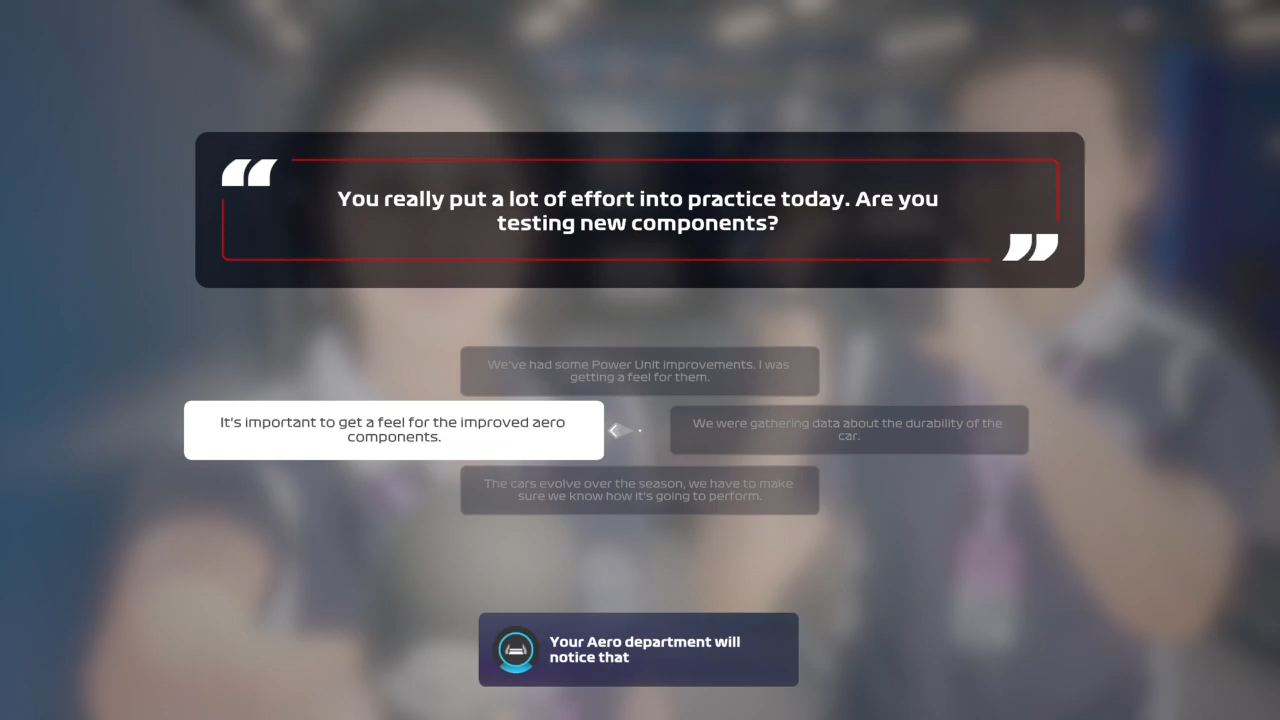 You really put a lot of effort into practice today. Are you
testing new components?
We've had some Power Unit improvements. I was
getting a feel for them.
It's important to get a feel for the improved aero
components.
We were gathering data about the durability of the
car.
The cars evolve over the season, we have to make
sure we know how it's going to perform.
Your Aero department will
notice that